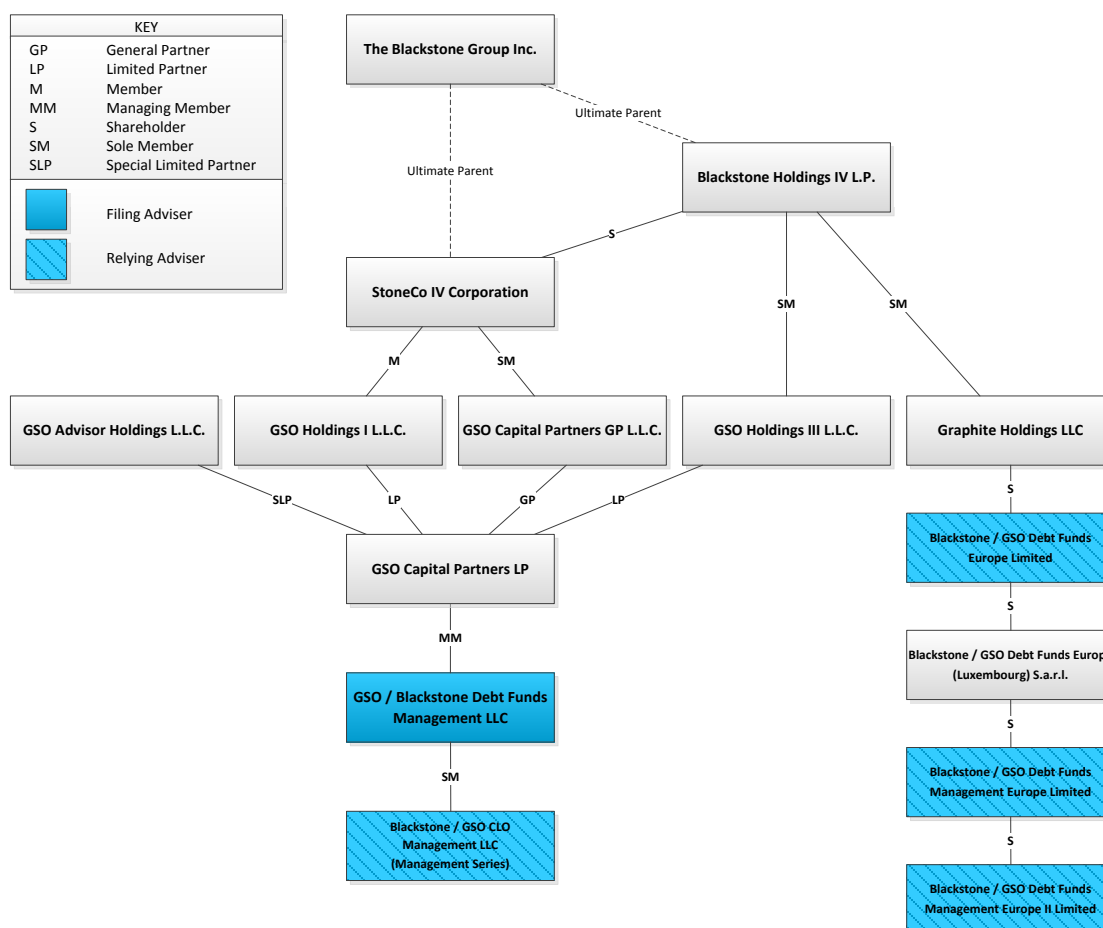 KEY
GP General Partner
LP Limited Partner
M Member
MM Managing Member
S Shareholder
SM Sole Member
SLP Special Limited Partner
Filing Adviser
Relying Adviser
The Blackstone Group Inc.
Ultimate Parent
Ultimate Parent
Blackstone Holdings IV L.P.
S
StoneCo IV Corporation
SM
SM
M
SM
GSO Advisor Holdings L.L.C.
GSO Holdings I L.L.C.
GSO Capital Partners GP L.L.C.
GSO Holdings III L.L.C.
Graphite Holdings LLC
SLP
LP
GP
LP
S
Blackstone / GSO Debt Funds
Europe Limited
GSO Capital Partners LP
S
MM
Blackstone / GSO Debt Funds Europ
(Luxembourg) S.a.r.l.
GSO / Blackstone Debt Funds
Management LLC
S
SM
Blackstone / GSO Debt Funds
Management Europe Limited
Blackstone / GSO CLO
Management LLC
(Management Series)
S
Blackstone / GSO Debt Funds
Management Europe II Limited